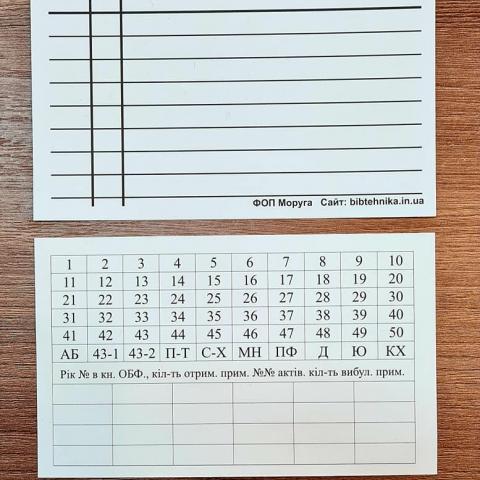 ФОП Моруга Сайт: bibtehnika.in.ua
1 2 3 4 5 6 7 8 9 10
11 12 13 14 15 16 17 18 19 20
21 22 23 24 25 26 27 28 29 30
31 32 33 34 35 36 37 38 39 40
41 42 43 44 45 46 47 48 49 50
АБ 43-1 43-2 П-Т С-Х МН ПФ Д Ю КХ
Рік № в кн. ОБФ., кіл-ть отрим. прим. №№ актів. кіл-ть вибул. прим.